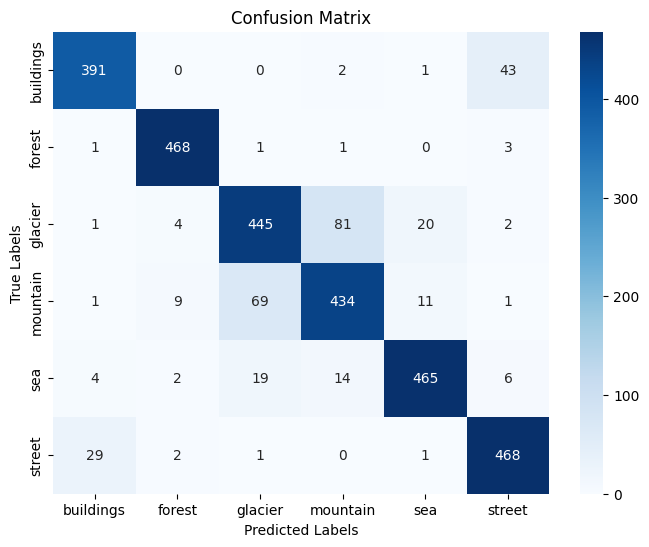 Confusion Matrix
True Labels
buildings 391 0 0 2 1 43
forest 1 468 1 1 0 3
glacier 1 4 445 81 20 2
mountain 1 9 69 434 11 1
sea 4 2 19 14 465 6
street 29 2 1 0 1 468
buildings forest glacier mountain sea street
Predicted Labels
400
300
200
100
0